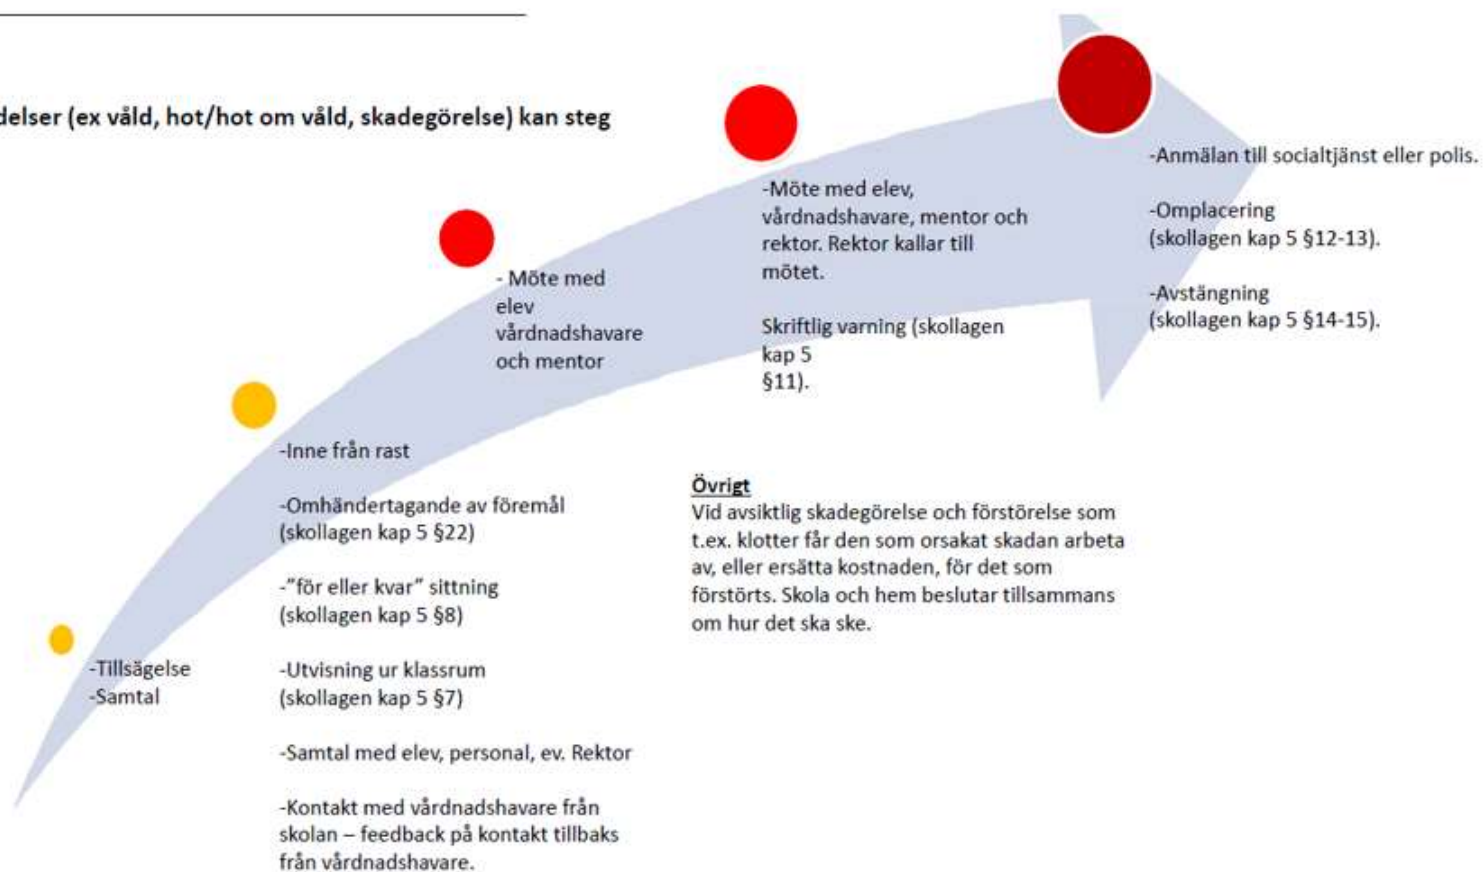 (ex våld, hot/hot om våld, skadegörelse) kan steg
-Tillsägelse
-Samtal
-Inne från rast
-Omhändertagande av föremål
(skollagen kap 5 §22)
-”för eller kvar” sittning
(skollagen kap 5 §8)
-Utvisning ur klassrum
(skollagen kap 5 §7)
-Samtal med elev, personal, ev. Rektor
-Kontakt med vårdnadshavare från
skolan – feedback på kontakt tillbaks
från vårdnadshavare.
- Möte med
elev
vårdnadshavare
och mentor
-Möte med elev,
vårdnadshavare, mentor och
rektor. Rektor kallar till
mötet.
Skriftlig varning (skollagen
kap 5
§11).
-Anmälan till socialtjänst eller polis.
-Omplacering
(skollagen kap 5 §12-13).
-Avstängning
(skollagen kap 5 §14-15).
Övrigt
Vid avsiktlig skadegörelse och förstörelse som
t.ex. klotter får den som orsakat skadan arbeta
av, eller ersätta kostnaden, för det som
förstörts. Skola och hem beslutar tillsammans
om hur det ska ske.